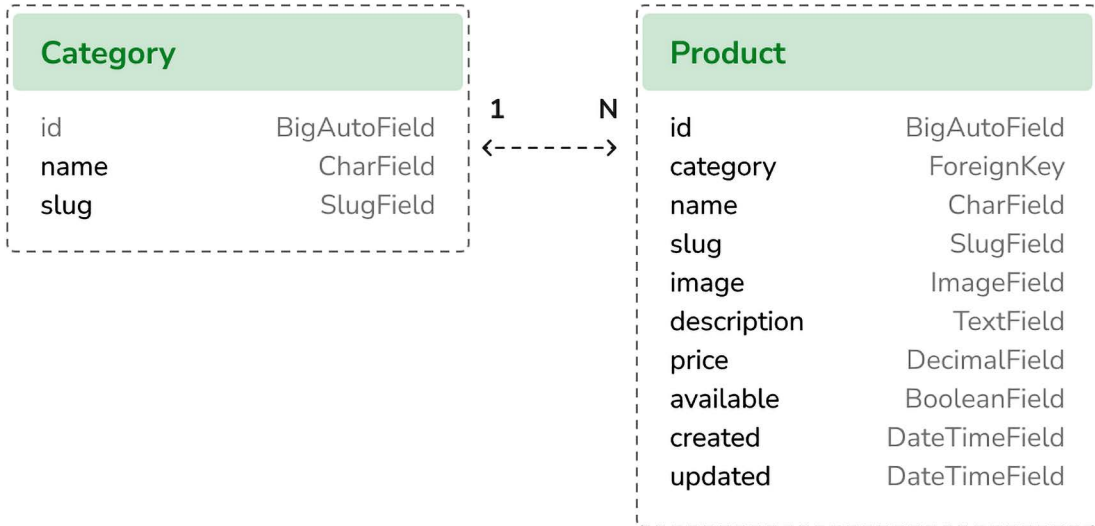 Category
id BigAutoField
name CharField
slug SlugField
1 N
Product
id BigAutoField
category ForeignKey
name CharField
slug SlugField
image ImageField
description TextField
price DecimalField
available BooleanField
created DateTimeField
updated DateTimeField